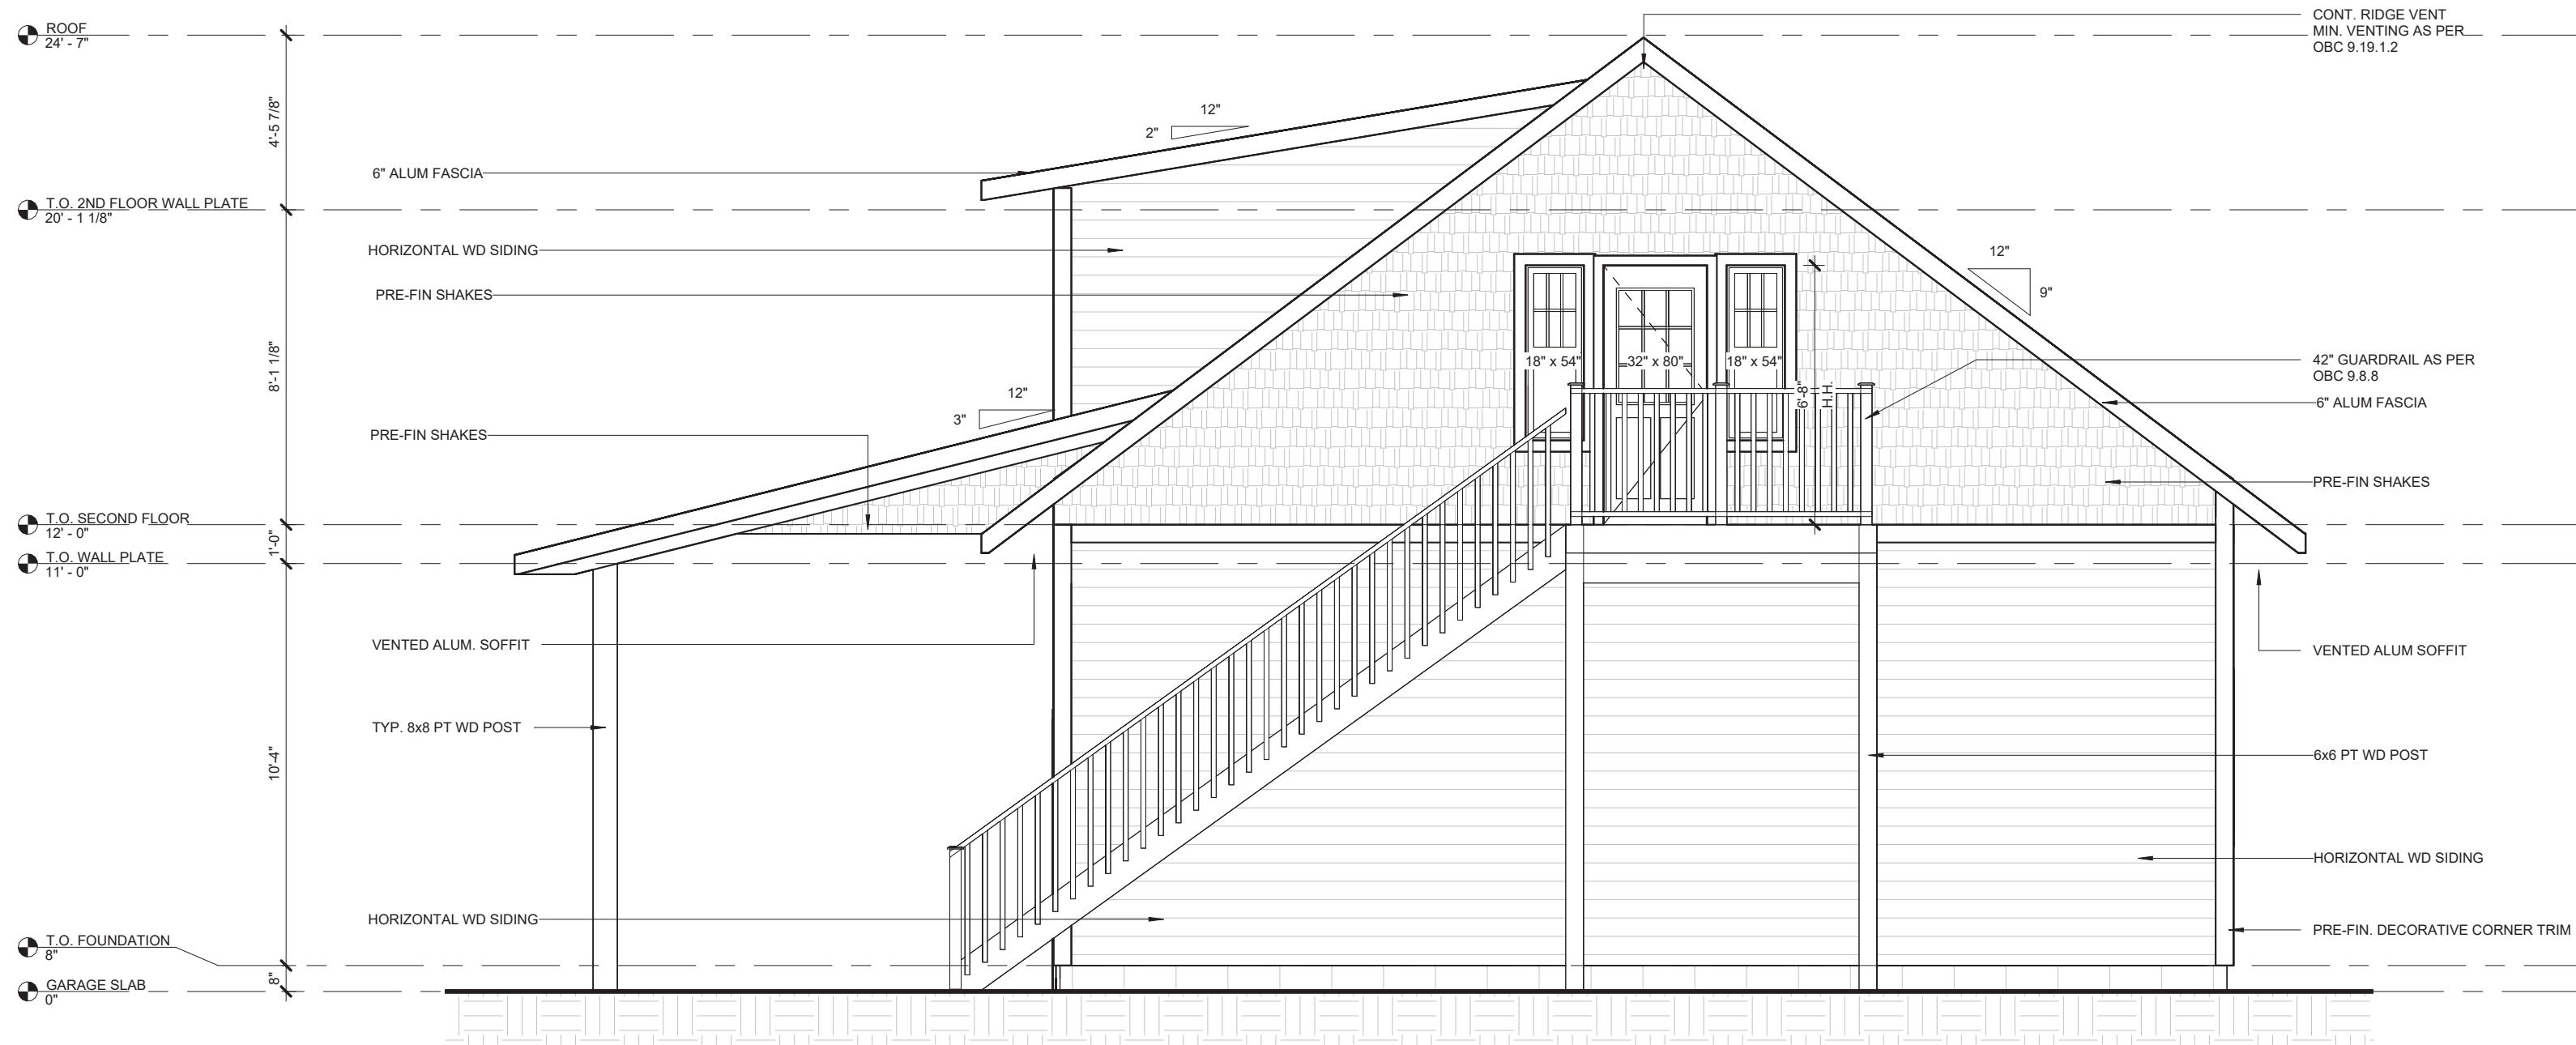 ROOF
24' - 7"
T.O. 2ND FLOOR WALL PLATE
20' - 1 1/8"
T.O. SECOND FLOOR
12' - 0"
T.O. WALL PLATE
11' - 0"
T.O. FOUNDATION
8"
GARAGE SLAB
0"
4'-5 7/8"
8'-1 1/8"
1'-0"
10'-4"
8"
6" ALUM FASCIA
HORIZONTAL WD SIDING
PRE-FIN SHAKES
PRE-FIN SHAKES
VENTED ALUM. SOFFIT
TYP. 8x8 PT WD POST
HORIZONTAL WD SIDING
12"
2"
12"
3"
18" x 54"
32" x 80"
18" x 54"
6'-8"
H.H.
12"
9"
CONT. RIDGE VENT
MIN. VENTING AS PER
OBC 9.19.1.2
42" GUARDRAIL AS PER
OBC 9.8.8
6" ALUM FASCIA
PRE-FIN SHAKES
VENTED ALUM SOFFIT
6x6 PT WD POST
HORIZONTAL WD SIDING
PRE-FIN. DECORATIVE CORNER TRIM